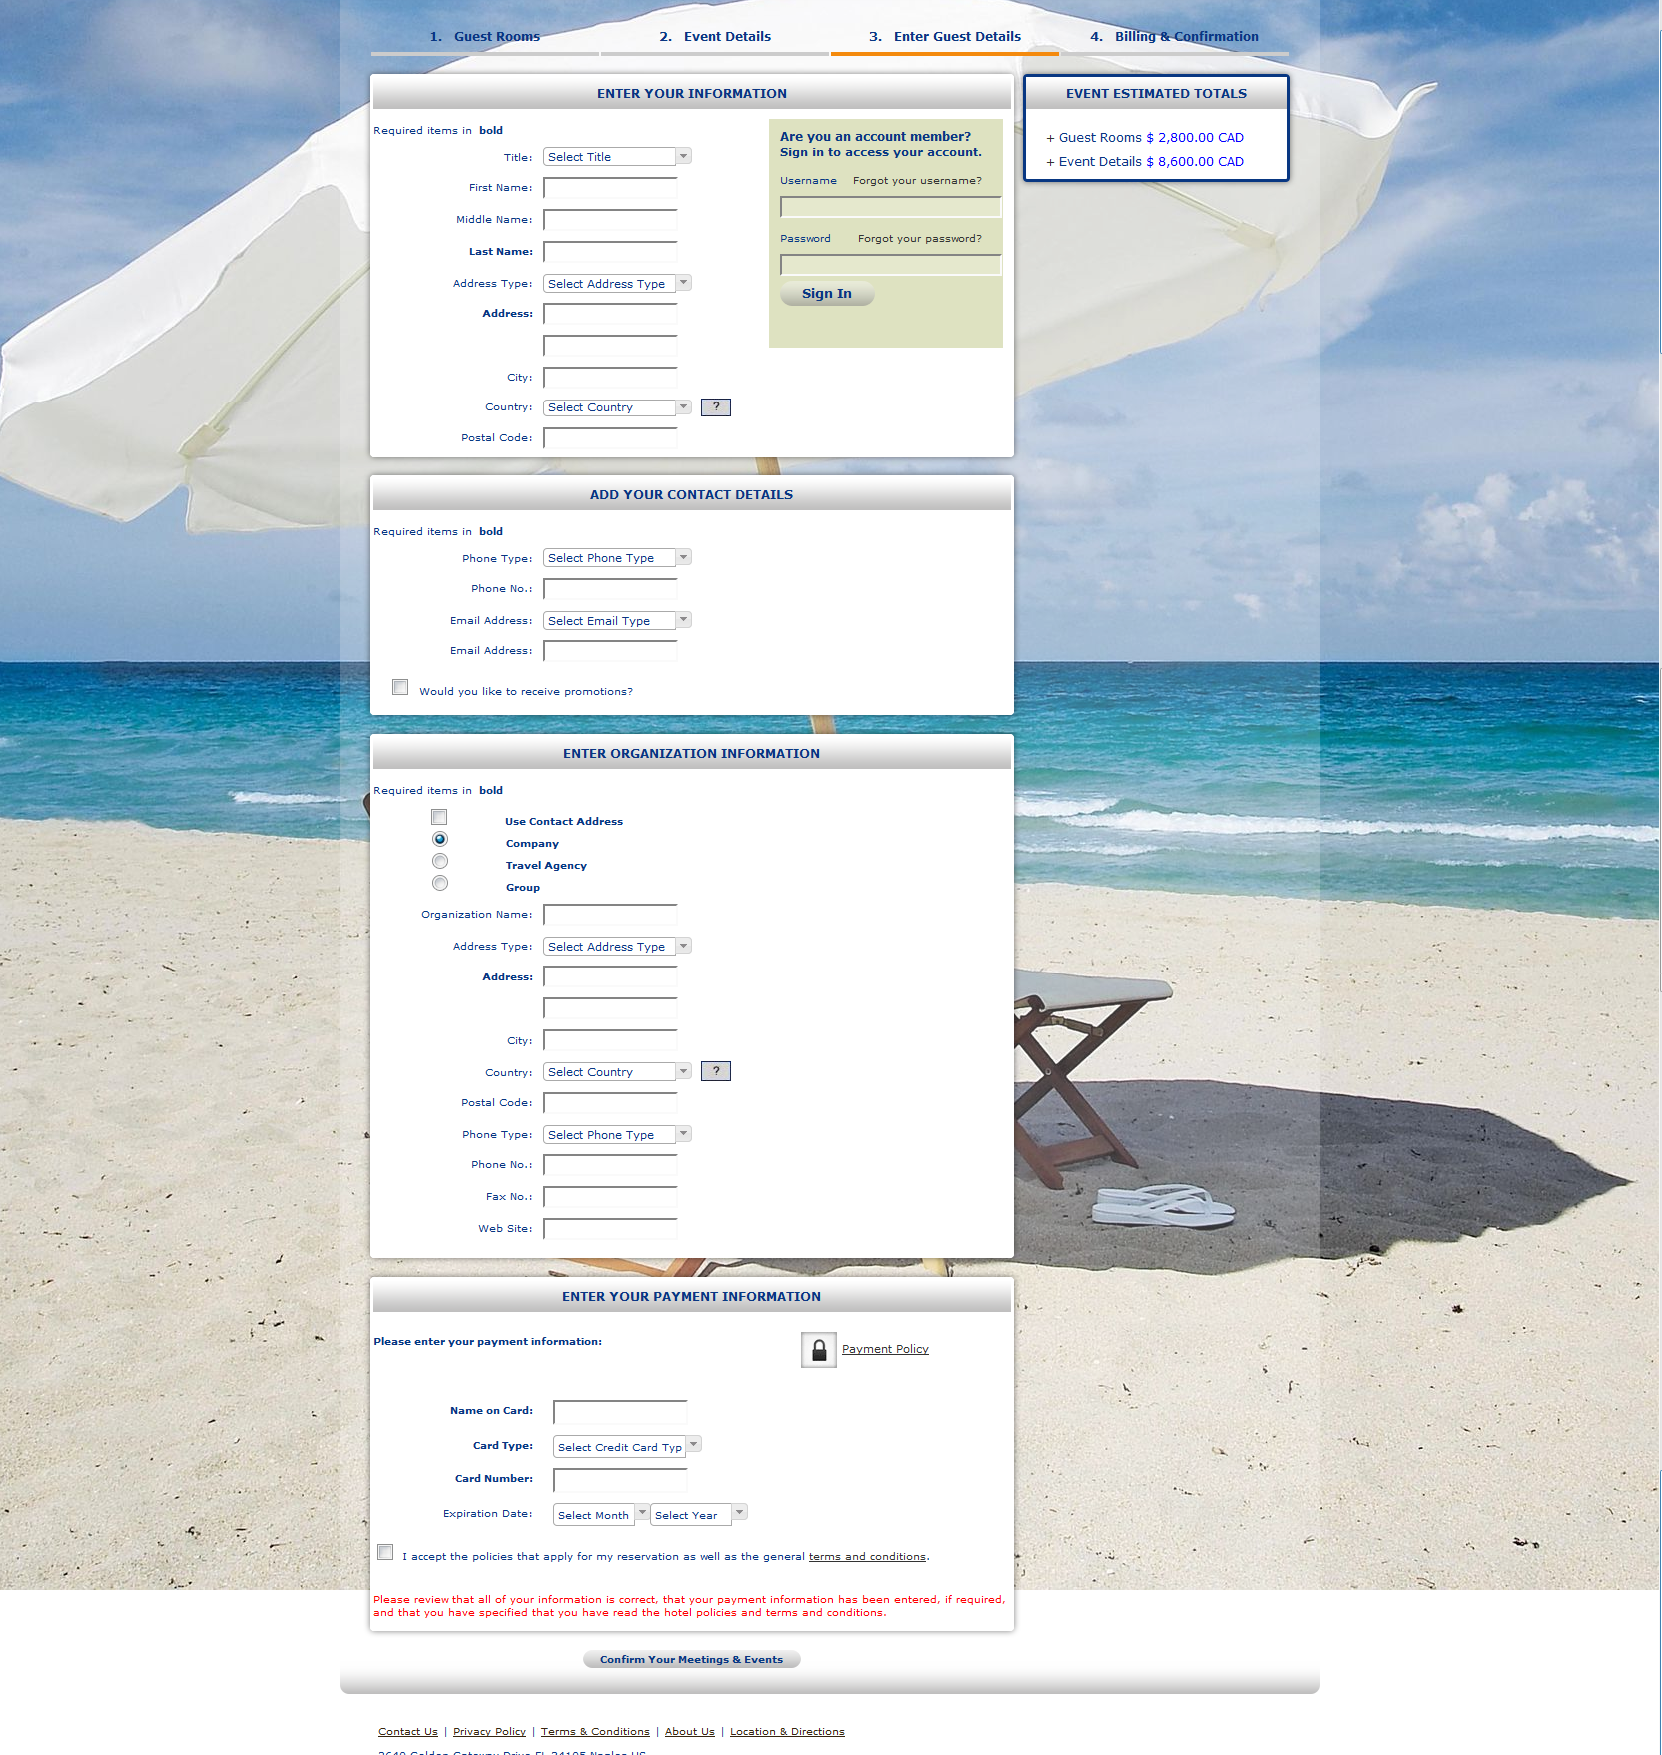 1. Guest Rooms 2. Event Details 3. Enter Guest Details 4. Billing & Confirmation
ENTER YOUR INFORMATION
Required items in bold
Title: Select Title
First Name:
Middle Name:
Last Name:
Address Type: Select Address Type
Address:
City:
Country: Select Country ?
Postal Code:
Are you an account member?
Sign in to access your account.
Username Forgot your username?
Password Forgot your password?
Sign In
EVENT ESTIMATED TOTALS
+ Guest Rooms $ 2,800.00 CAD
+ Event Details $ 8,600.00 CAD
ADD YOUR CONTACT DETAILS
Required items in bold
Phone Type: Select Phone Type
Phone No.:
Email Address: Select Email Type
Email Address:
Would you like to receive promotions?
ENTER ORGANIZATION INFORMATION
Required items in bold
Use Contact Address
Company
Travel Agency
Group
Organization Name:
Address Type: Select Address Type
Address:
City:
Country: Select Country ?
Postal Code:
Phone Type: Select Phone Type
Phone No.:
Fax No.:
Web Site:
ENTER YOUR PAYMENT INFORMATION
Please enter your payment information:
Payment Policy
Name on Card:
Card Type: Select Credit Card Typ
Card Number:
Expiration Date: Select Month Select Year
I accept the policies that apply for my reservation as well as the general terms and conditions.
Please review that all of your information is correct, that your payment information has been entered, if required,
and that you have specified that you have read the hotel policies and terms and conditions.
Confirm Your Meetings & Events
Contact Us | Privacy Policy | Terms & Conditions | About Us | Location & Directions